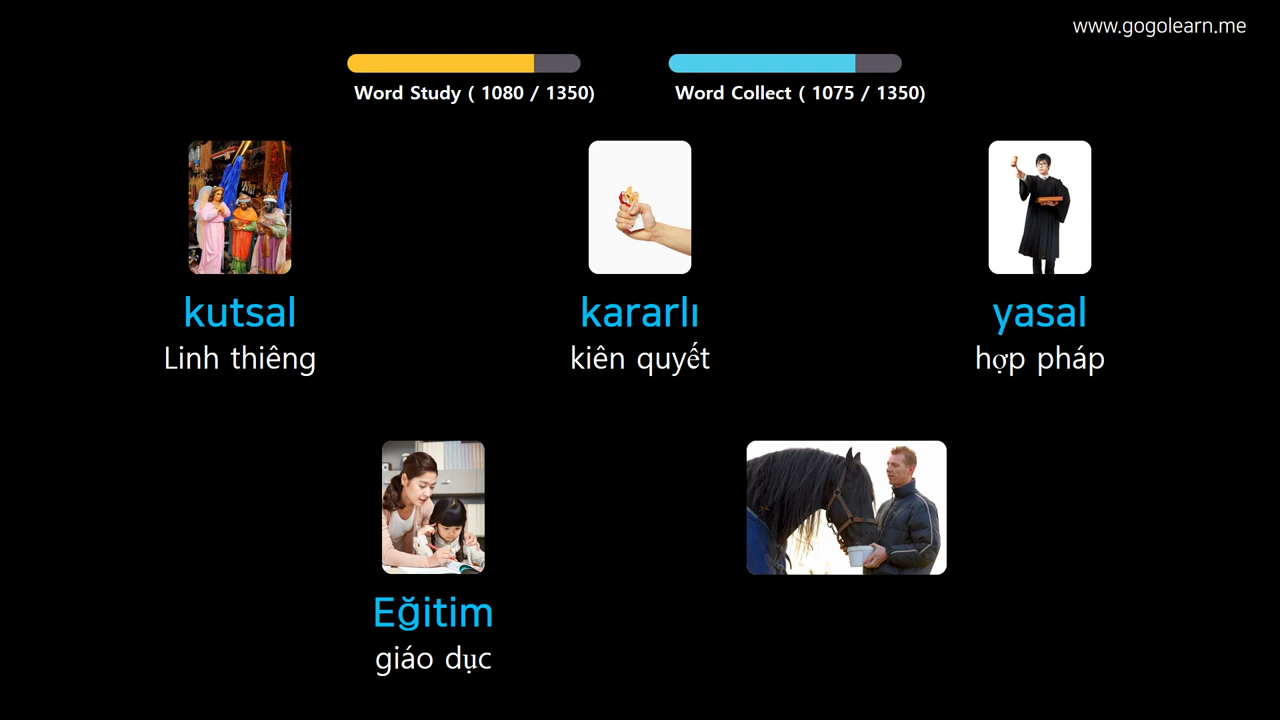 www.gogolearn.me
Word Study ( 1080 / 1350)
Word Collect ( 1075 / 1350)
kutsal
Linh thiêng
kararlı
kiên quyết
yasal
hợp pháp
Eğitim
giáo dục